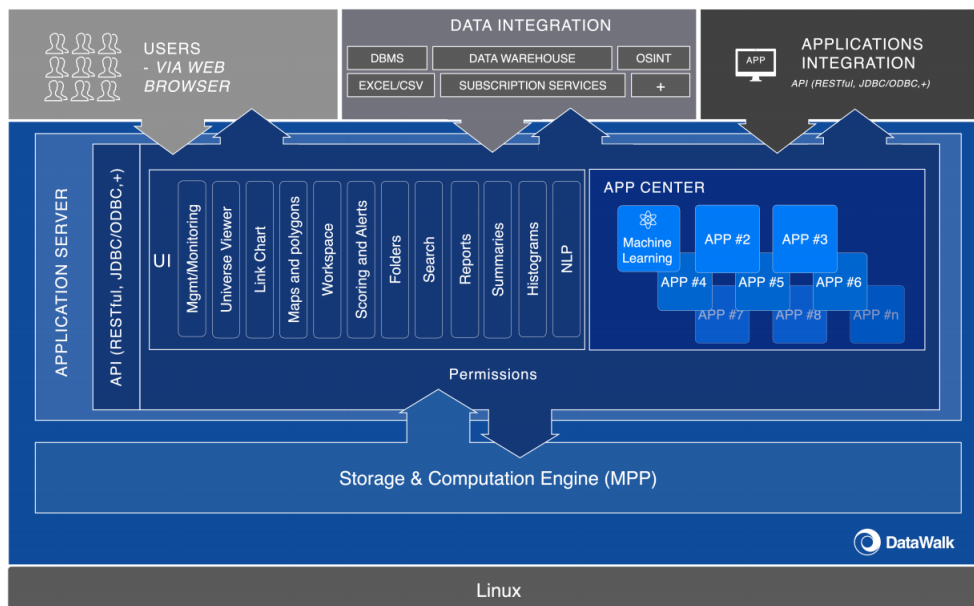 USERS
- VIA WEB
BROWSER
DATA INTEGRATION
DBMS
DATA WAREHOUSE
OSINT
EXCEL/CSV
SUBSCRIPTION SERVICES
+
APP
APPLICATIONS
INTEGRATION
API (RESTful, JDBC/ODBC,+)
APPLICATION SERVER
API (RESTful, JDBC/ODBC,+)
UI
Mgmt/Monitoring
Universe Viewer
Link Chart
Maps and polygons
Workspace
Scoring and Alerts
Folders
Search
Reports
Summaries
Histograms
NLP
APP CENTER
Machine
Learning
APP #2
APP #3
APP #4
APP #5
APP #6
APP #7
APP #8
APP #n
Permissions
Storage & Computation Engine (MPP)
DataWalk
Linux